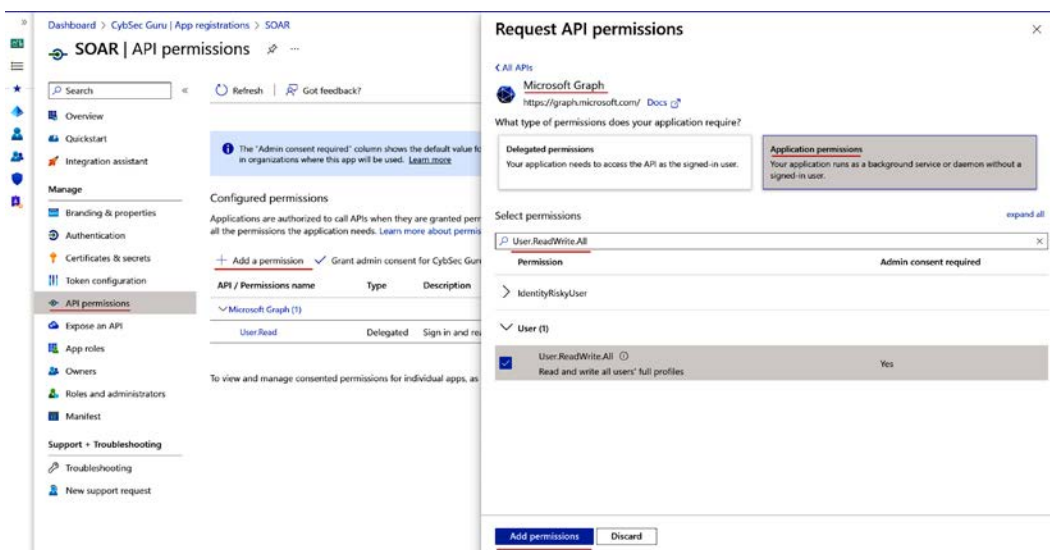 Dashboard > CybSec Guru | App registrations > SOAR
SOAR | API permissions
Search
Refresh | Got feedback?
Overview
Quickstart
Integration assistant
Manage
Branding & properties
Authentication
Certificates & secrets
Token configuration
API permissions
Expose an API
App roles
Owners
Roles and administrators
Manifest
Support + Troubleshooting
Troubleshooting
New support request
The "Admin consent required" column shows the default value
in organizations where this app will be used. Learn more
Configured permissions
Applications are authorized to call APIs when they are granted
all the permissions the application needs. Learn more about
Add a permission Grant admin consent for CybSec
API / Permissions name Type Description
Microsoft Graph (1)
User.Read Delegated Sign in and
To view and manage consented permissions for individual apps, as
Request API permissions
All APIs
Microsoft Graph
https://graph.microsoft.com/ Docs
What type of permissions does your application require?
Delegated permissions
Your application needs to access the API as the signed-in user.
Application permissions
Your application runs as a background service or daemon without a
signed-in user.
Select permissions
expand all
User.ReadWrite.All
Permission Admin consent required
IdentityRiskyUser
User (1)
User.ReadWrite.All
Read and write all users' full profiles
Yes
Add permissions Discard